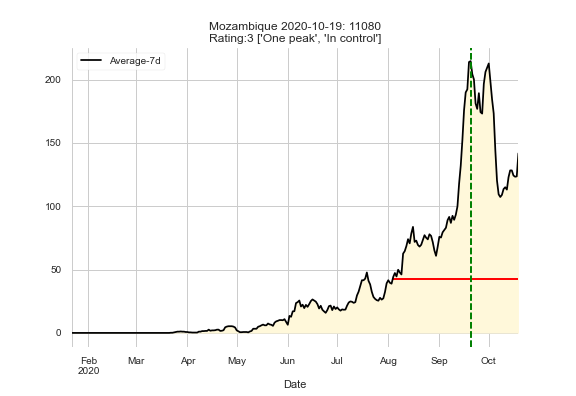 Mozambique 2020-10-19: 11080
Rating:3 ['One peak', 'In control']
Average-7d
200
150
100
50
0
Feb Mar Apr May Jun Jul Aug Sep Oct
2020
Date